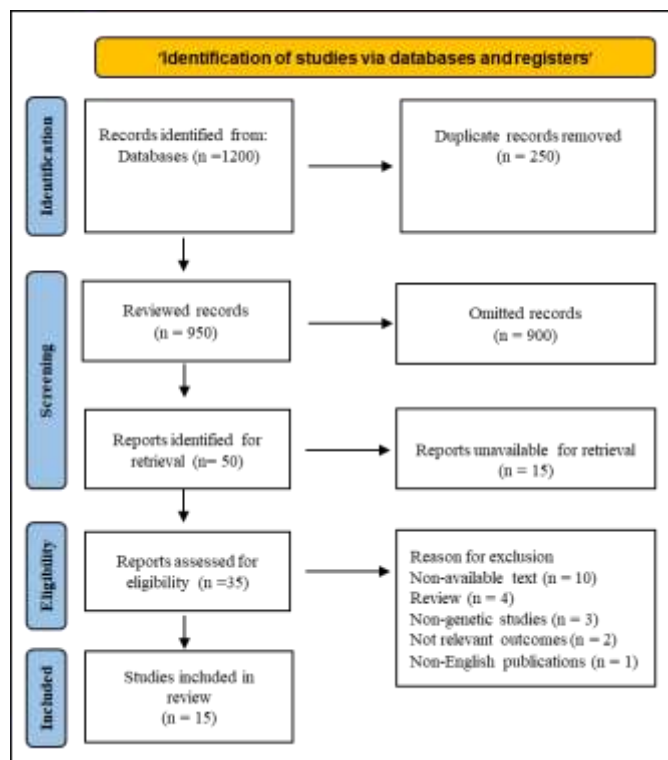 'Identification of studies via databases and registers'
Identification
Records identified from:
Databases (n =1200)
Duplicate records removed
(n = 250)
Screening
Reviewed records
(n = 950)
Omitted records
(n = 900)
Reports identified for
retrieval (n= 50)
Reports unavailable for retrieval
(n = 15)
Eligibility
Reports assessed for
eligibility (n =35)
Reason for exclusion
Non-available text (n = 10)
Review (n = 4)
Non-genetic studies (n = 3)
Not relevant outcomes (n = 2)
Non-English publications (n = 1)
Included
Studies included in
review
(n = 15)